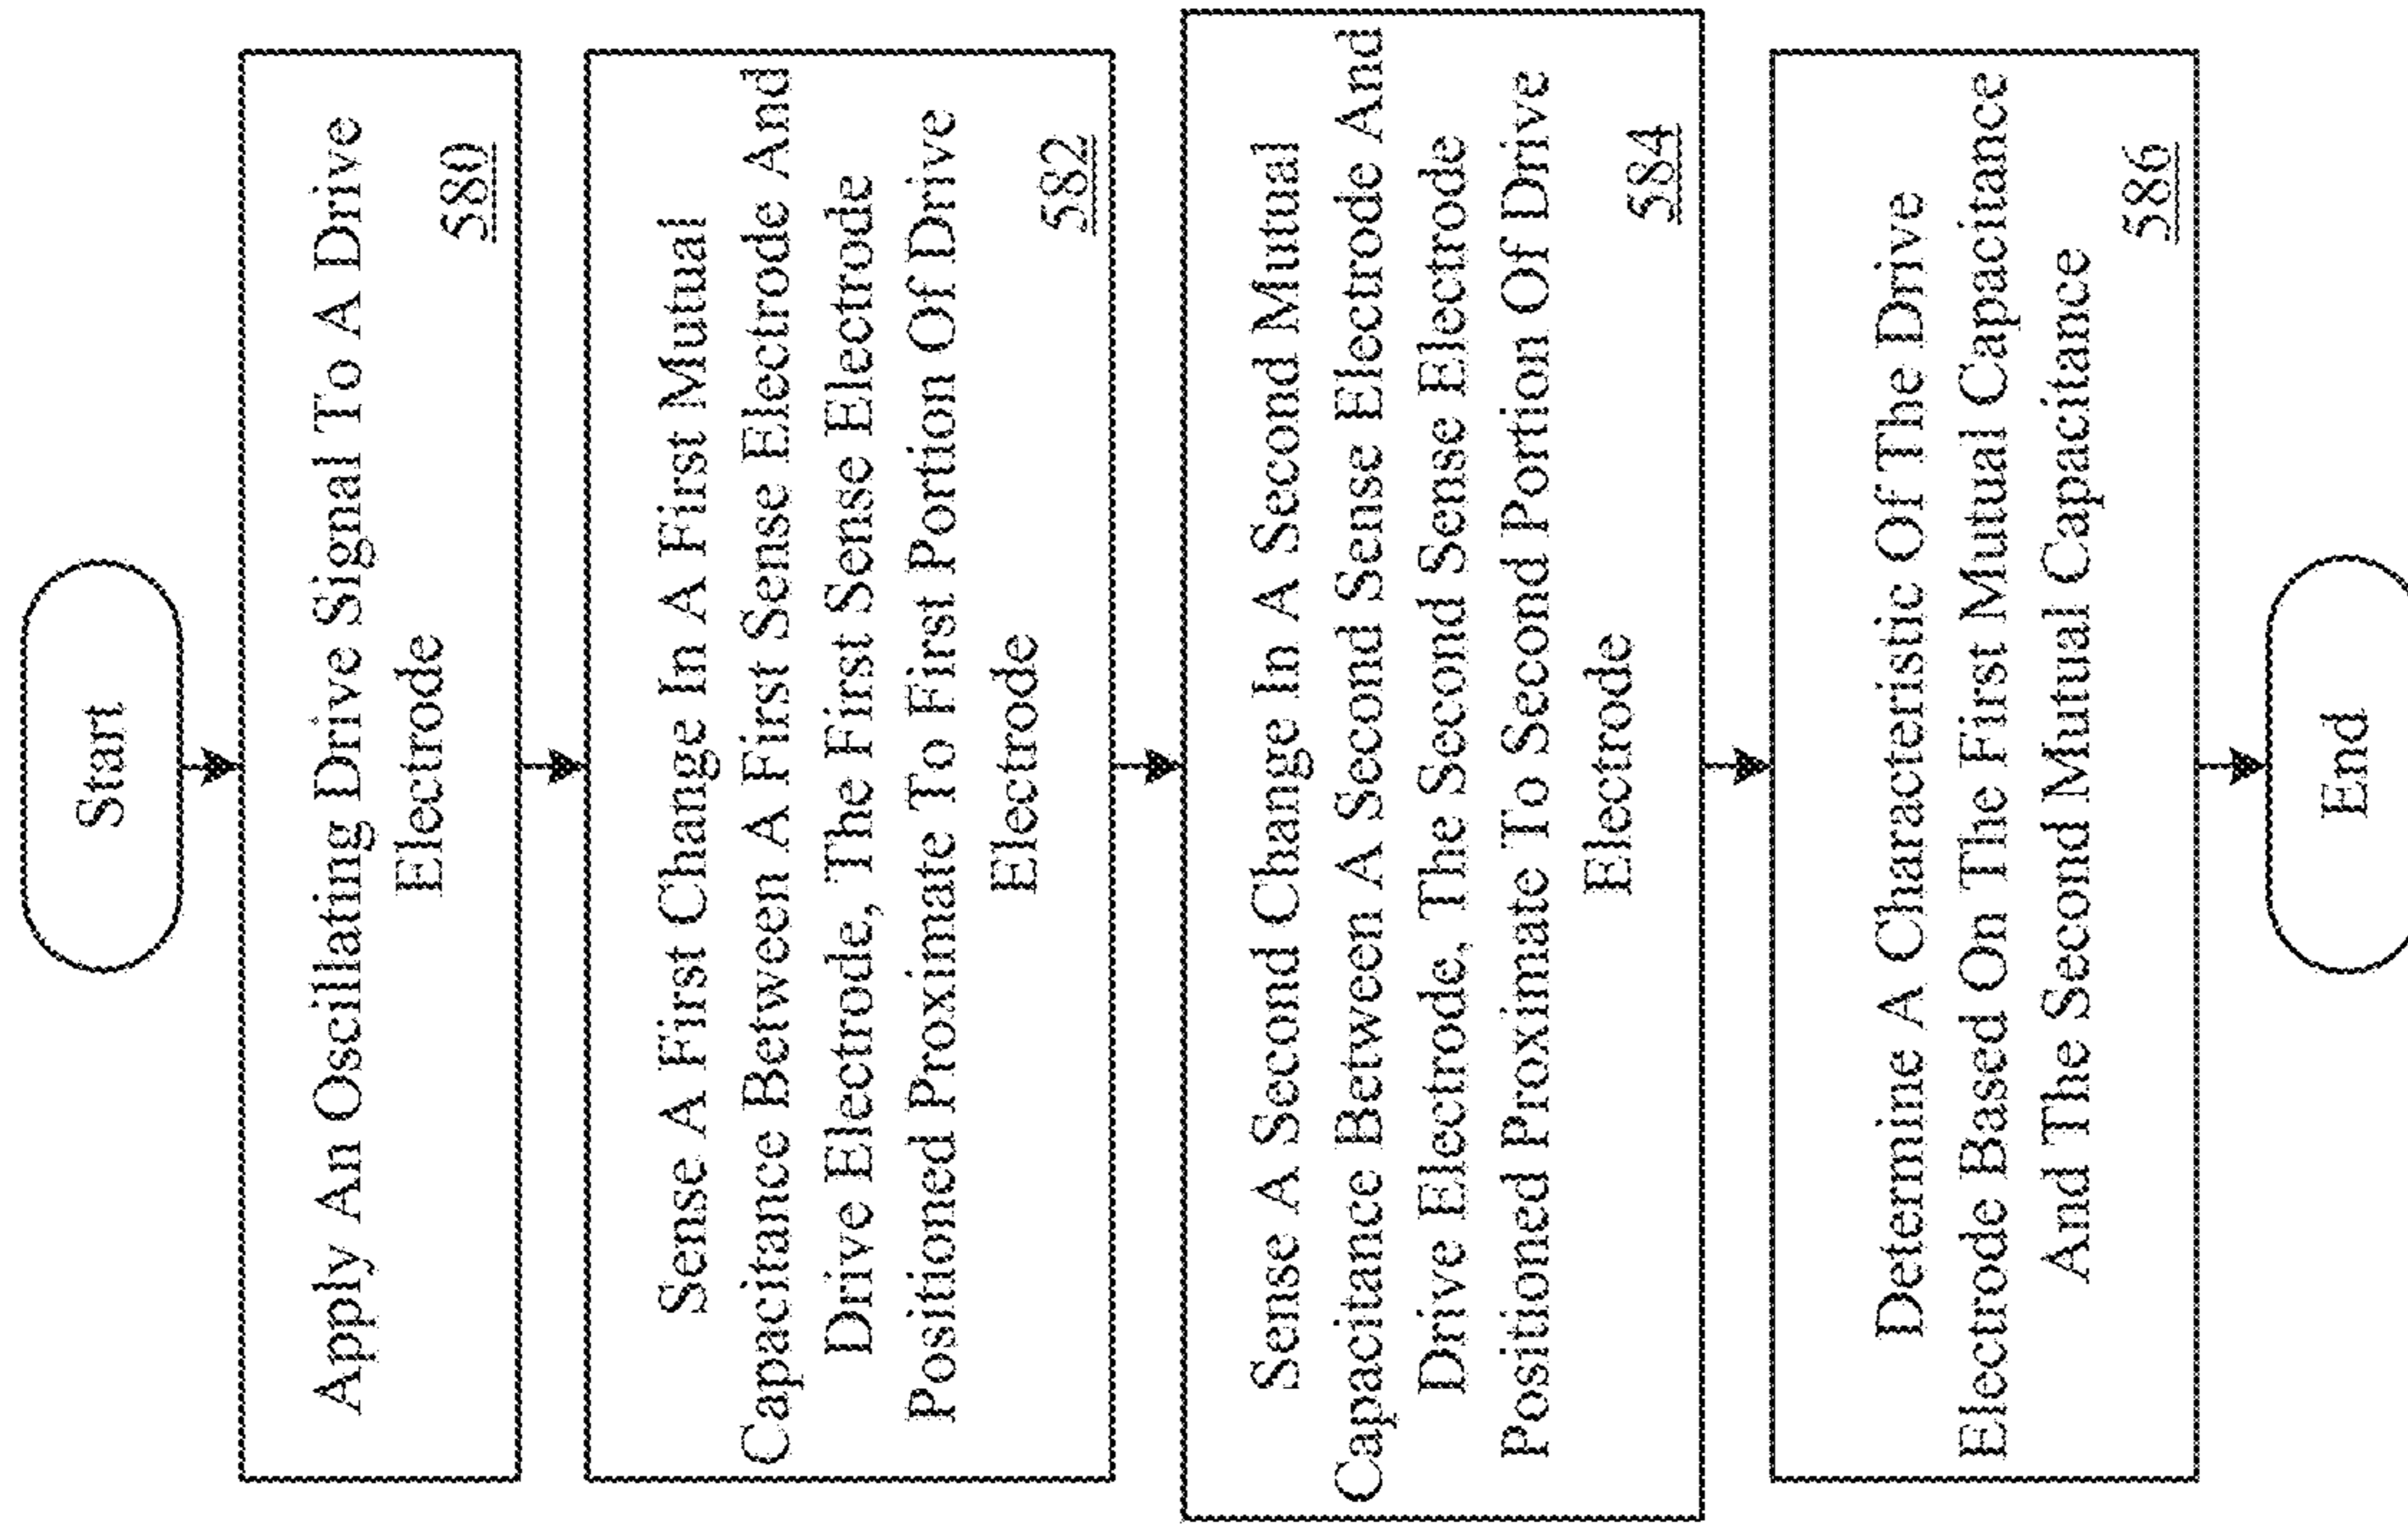 Start
Apply An Oscillating Drive Signal To A Drive
Electrode
580
Sense A First Change In A First Mutual
Capacitance Between A First Sense Electrode And
Drive Electrode, The First Sense Electrode
Positioned Proximate To First Portion Of Drive
Electrode
582
Sense A Second Change In A Second Mutual
Capacitance Between A Second Sense Electrode And
Drive Electrode, The Second Sense Electrode
Positioned Proximate To Second Portion Of Drive
Electrode
584
Determine A Characteristic Of The Drive
Electrode Based On The First Mutual Capacitance
And The Second Mutual Capacitance
586
End